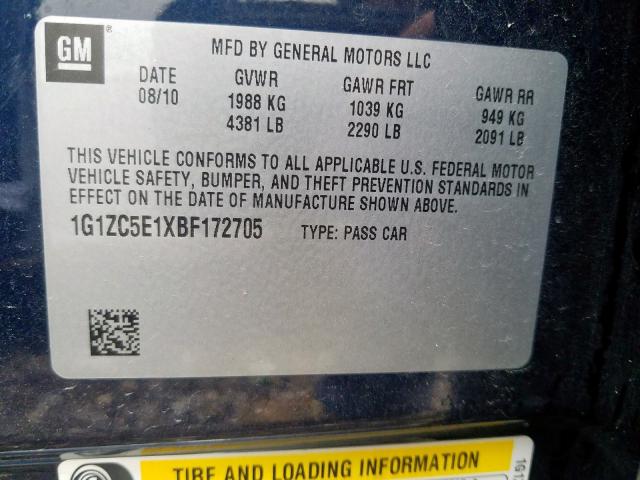 GM
MFD BY GENERAL MOTORS LLC
DATE GVWR GAWR FRT GAWR RR
08/10 1988 KG 1039 KG 949 KG
4381 LB 2290 LB 2091 LB
THIS VEHICLE CONFORMS TO ALL APPLICABLE U.S. FEDERAL MOTOR
VEHICLE SAFETY, BUMPER, AND THEFT PREVENTION STANDARDS IN
EFFECT ON THE DATE OF MANUFACTURE SHOWN ABOVE.
1G1ZC5E1XBF172705 TYPE: PASS CAR
TIRE AND LOADING INFORMATION